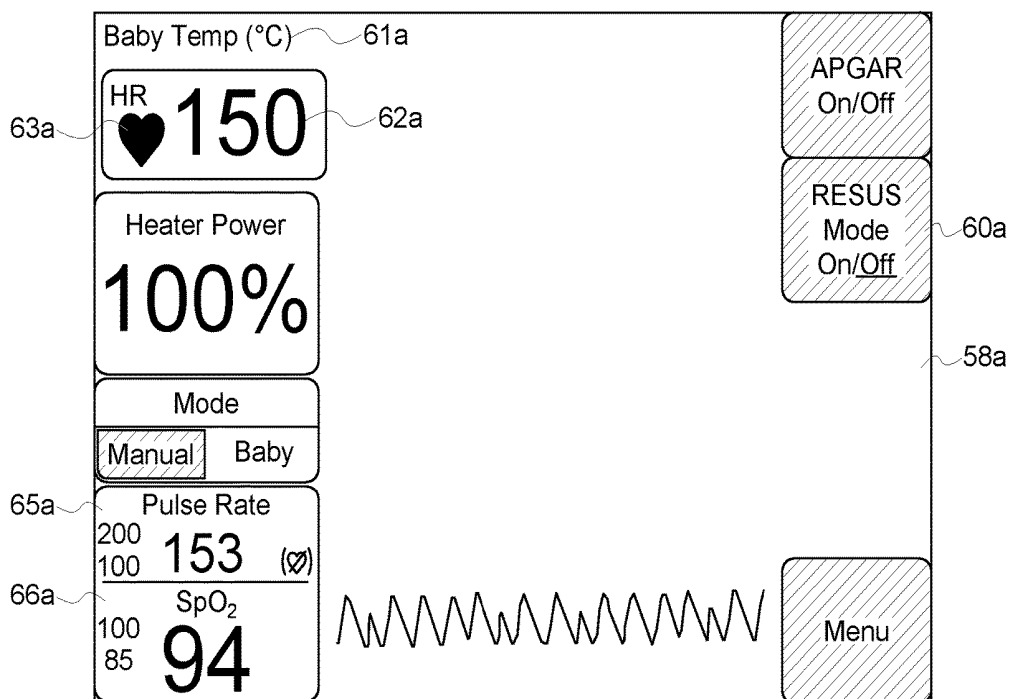 Baby Temp (°C)
61a
HR
150
63a
62a
APGAR
On/Off
RESUS
Mode
On/Off
60a
Heater Power
100%
58a
Mode
Manual
Baby
65a
Pulse Rate
200
100
153
66a
SpO₂
100
85
94
Menu